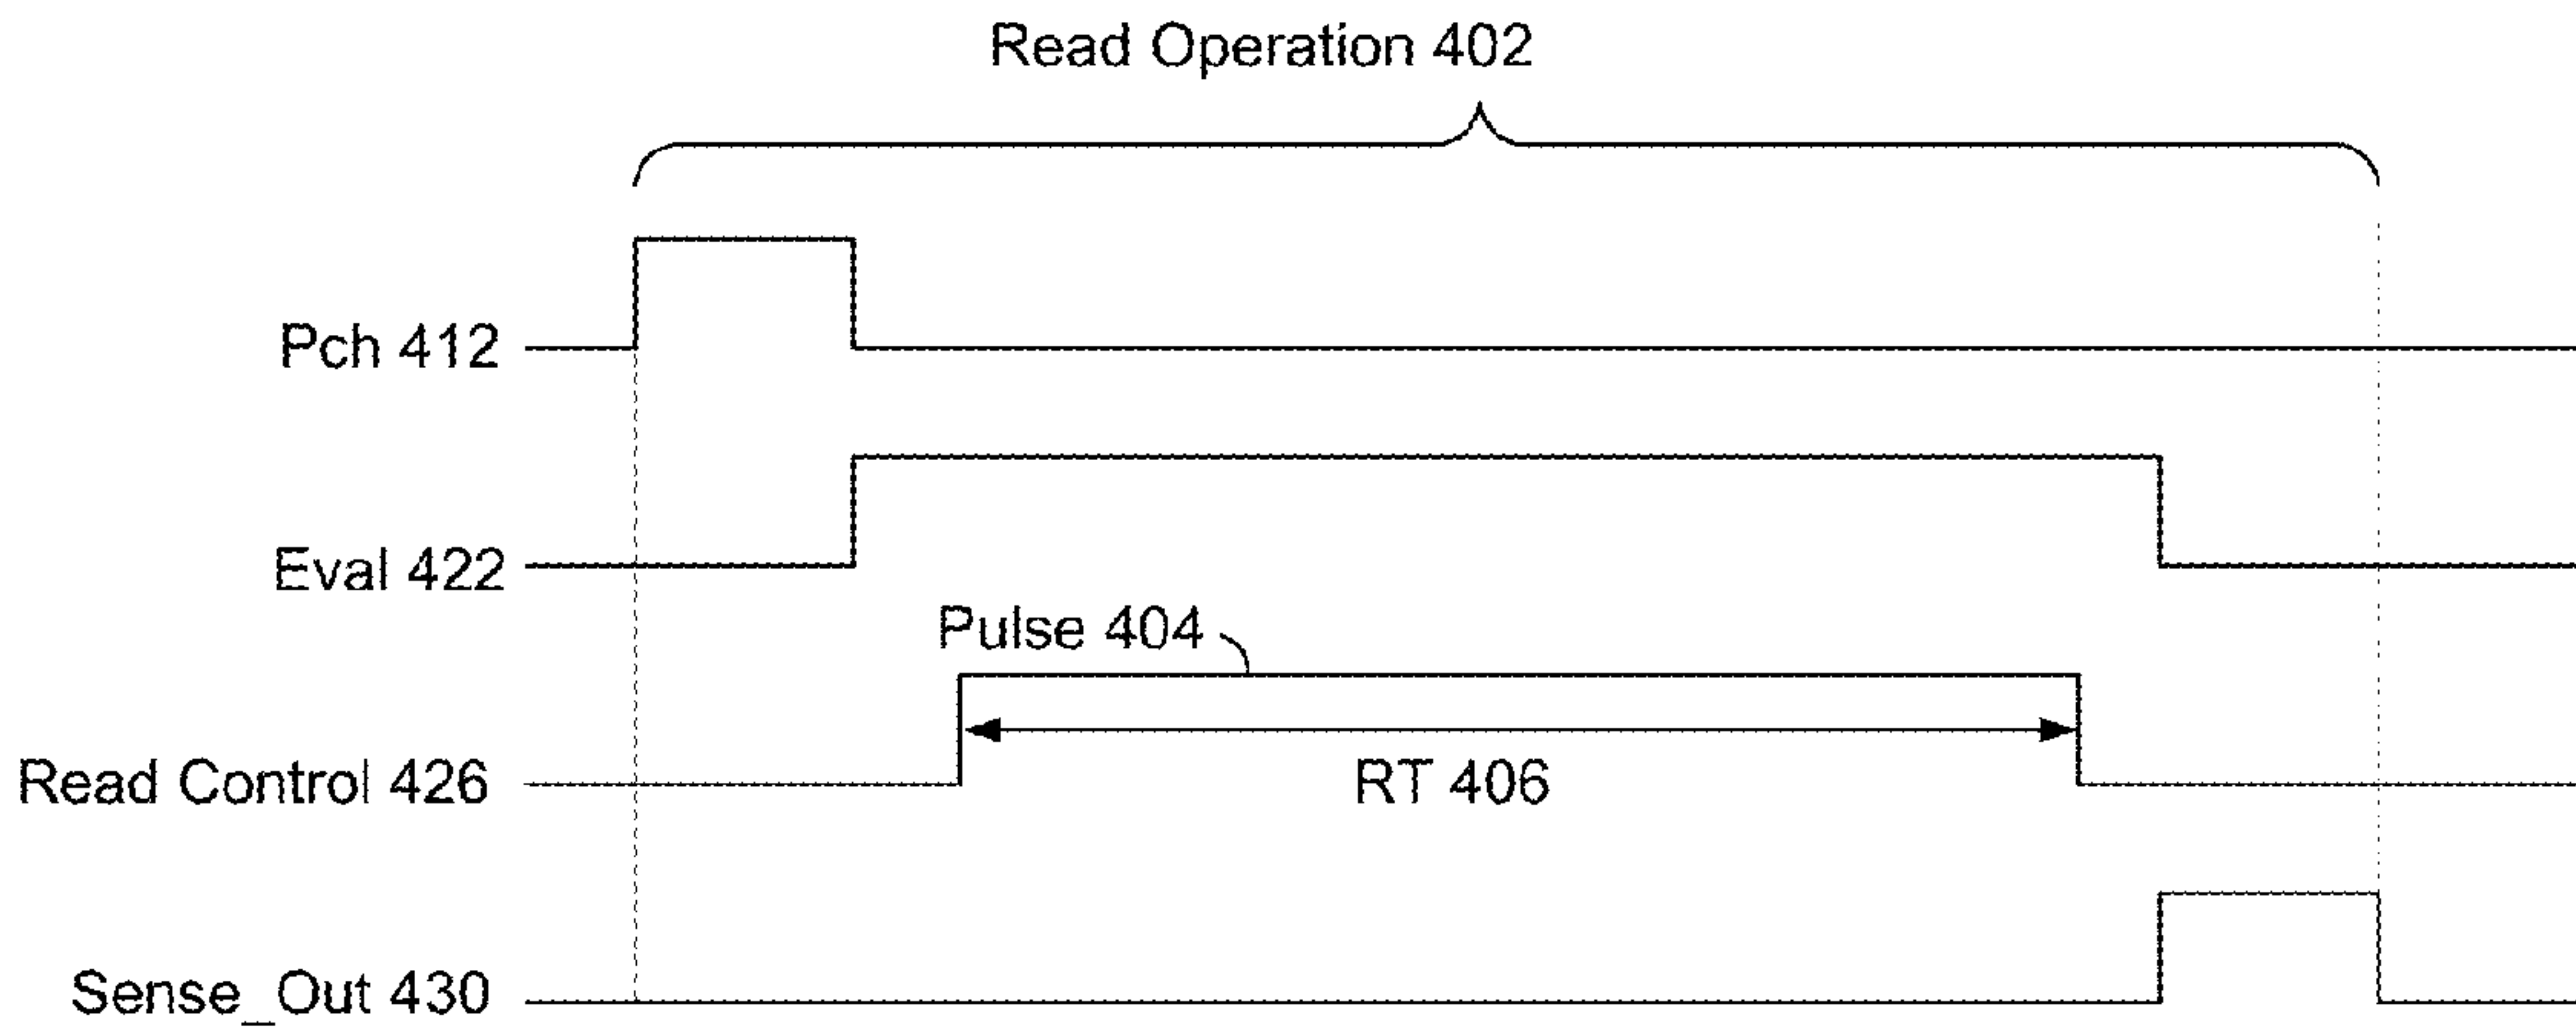 Read Operation 402
Pch 412
Eval 422
Pulse 404
Read Control 426
RT 406
Sense_Out 430